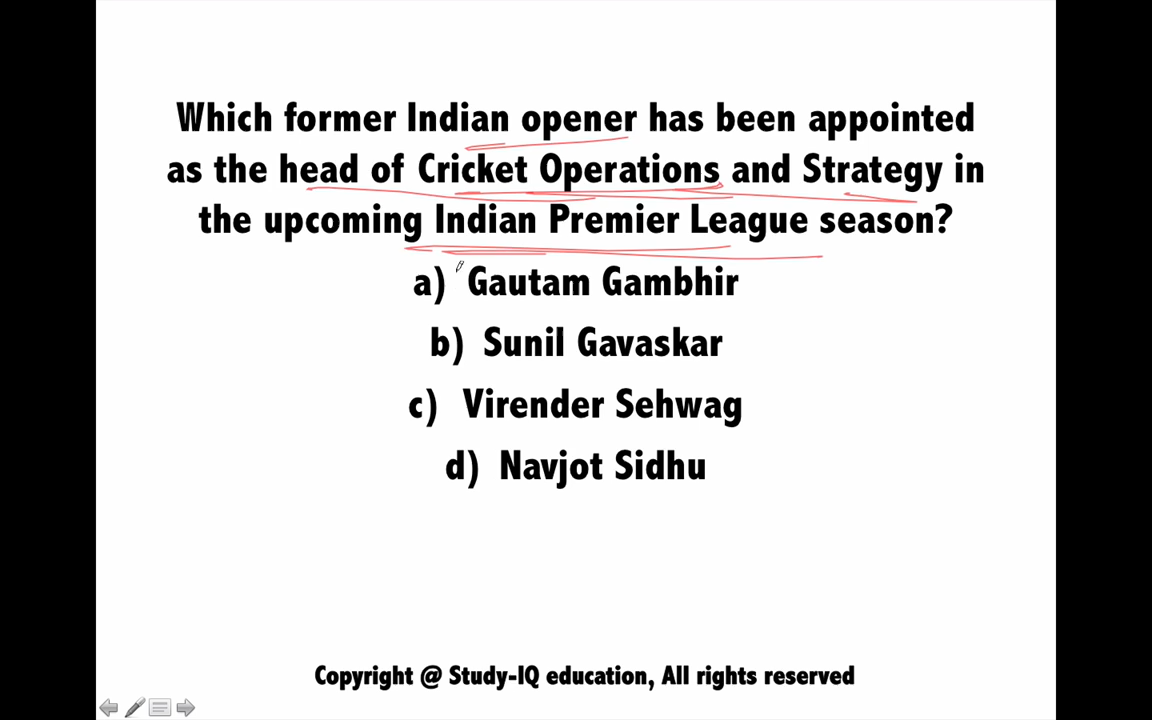 Which former Indian opener has been appointed
as the head of Cricket Operations and Strategy in
the upcoming Indian Premier League season?
a) Gautam Gambhir
b) Sunil Gavaskar
c) Virender Sehwag
d) Navjot Sidhu
Copyright @ Study-IQ education, All rights reserved